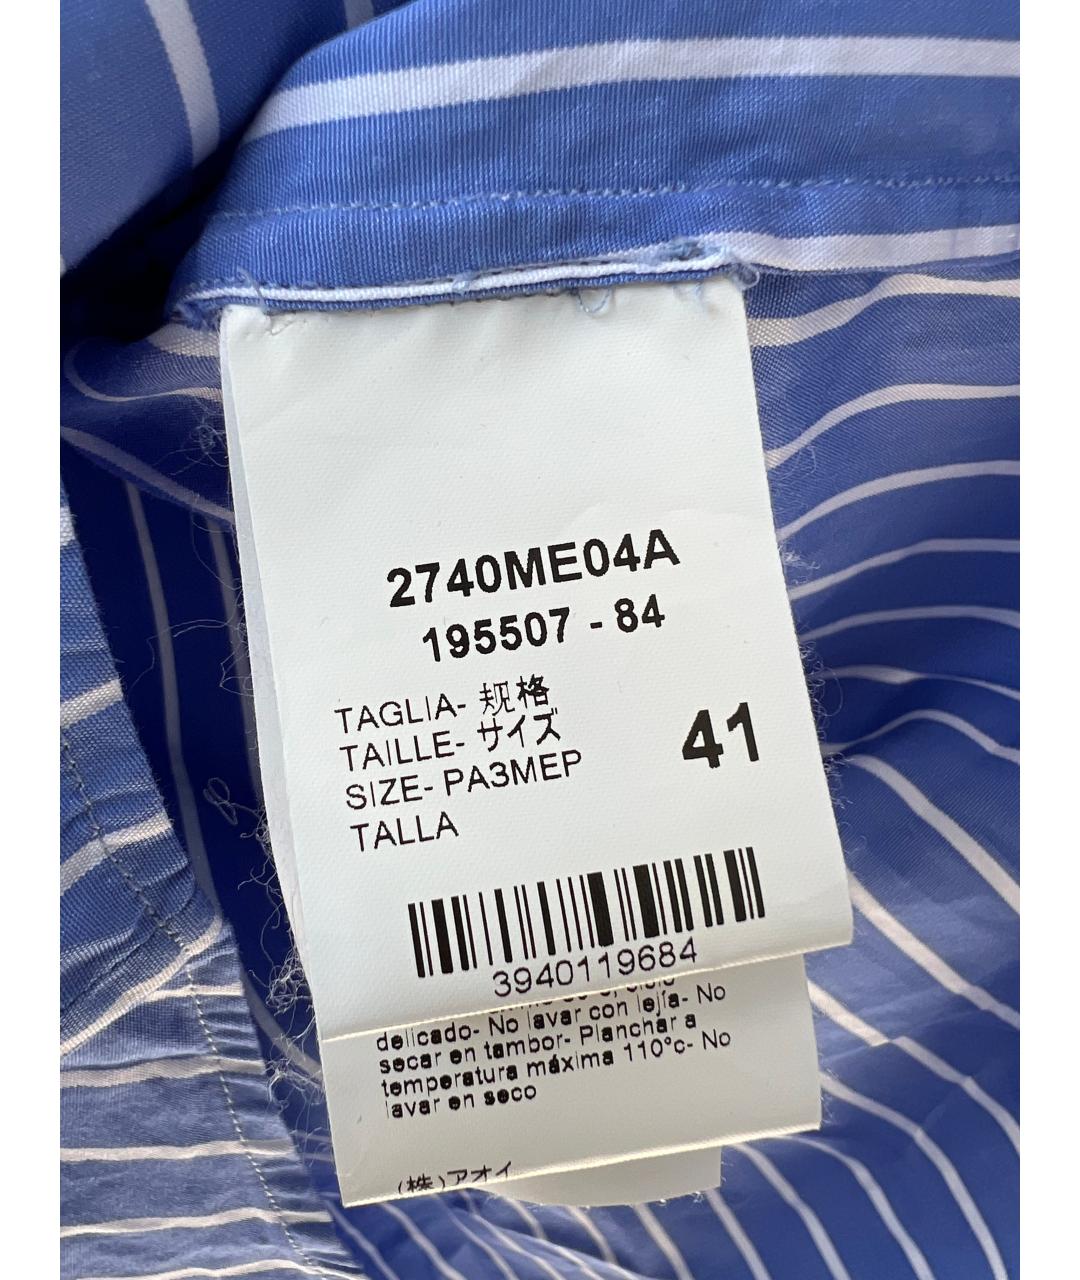 2740ME04A
195507 - 84
TAGLIA- 规格
TAILLE- サイズ
SIZE- РАЗМЕР
TALLA
41
3940119684
delicado- No lavar con lejía- No
secar en tambor- Planchar a
temperatura máxima 110°c- No
lavar en seco
(株)アオイ